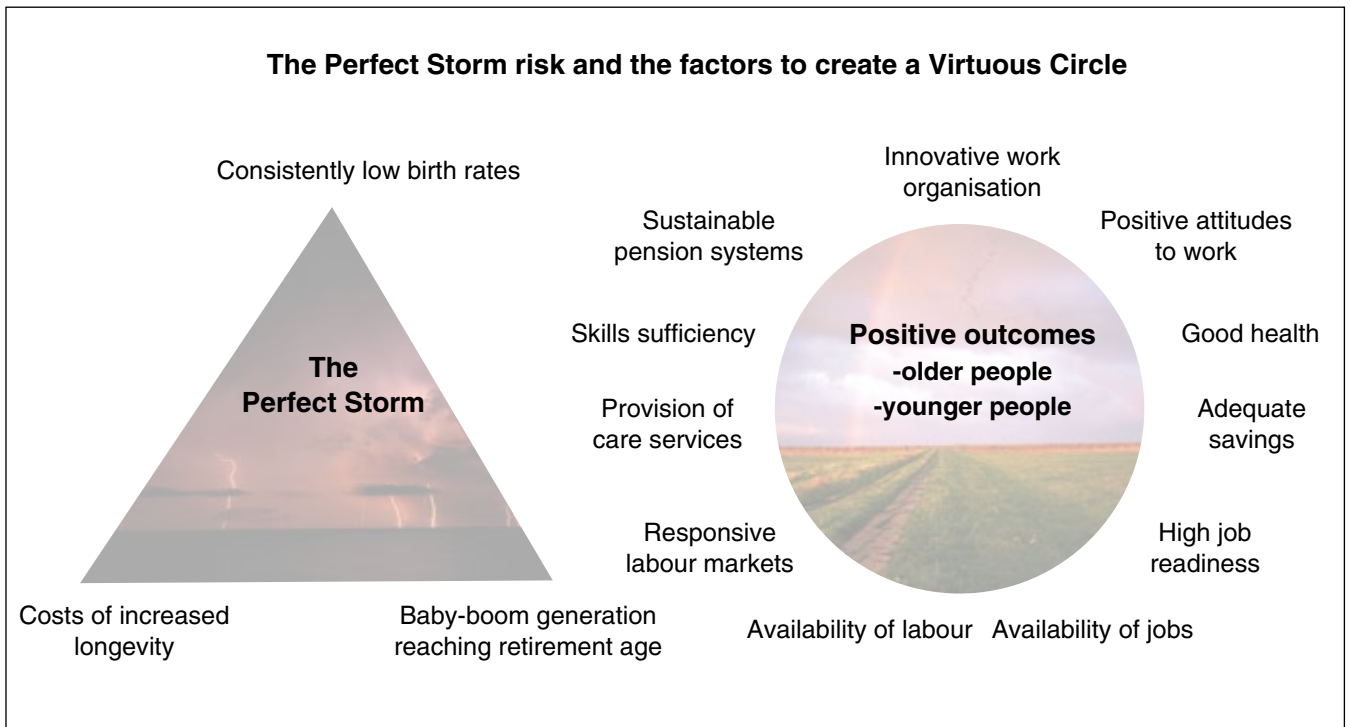 The Perfect Storm risk and the factors to create a Virtuous Circle
Consistently low birth rates
The
Perfect Storm
Costs of increased
longevity
Baby-boom generation
reaching retirement age
Innovative work
organisation
Sustainable
pension systems
Positive attitudes
to work
Skills sufficiency
Positive outcomes
-older people
-younger people
Good health
Provision of
care services
Adequate
savings
Responsive
labour markets
High job
readiness
Availability of labour
Availability of jobs